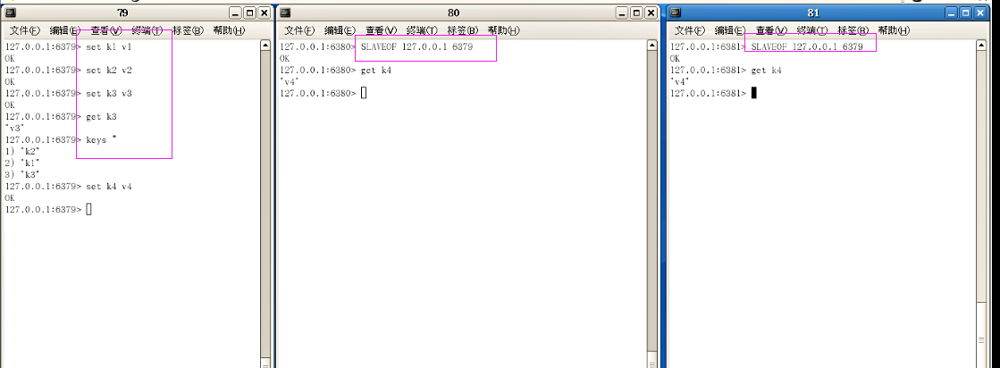 79
文件(F) 编辑(E) 查看(V) 终端(T) 标签(B) 帮助(H)
127.0.0.1:6379> set k1 v1
OK
127.0.0.1:6379> set k2 v2
OK
127.0.0.1:6379> set k3 v3
OK
127.0.0.1:6379> get k3
"v3"
127.0.0.1:6379> keys *
1) "k2"
2) "k1"
3) "k3"
127.0.0.1:6379> set k4 v4
OK
127.0.0.1:6379>
80
文件(F) 编辑(E) 查看(V) 终端(T) 标签(B) 帮助(H)
127.0.0.1:6380> SLAVEOF 127.0.0.1 6379
OK
127.0.0.1:6380> get k4
"v4"
127.0.0.1:6380>
81
文件(F) 编辑(E) 查看(V) 终端(T) 标签(B) 帮助(H)
127.0.0.1:6381> SLAVEOF 127.0.0.1 6379
OK
127.0.0.1:6381> get k4
"v4"
127.0.0.1:6381>